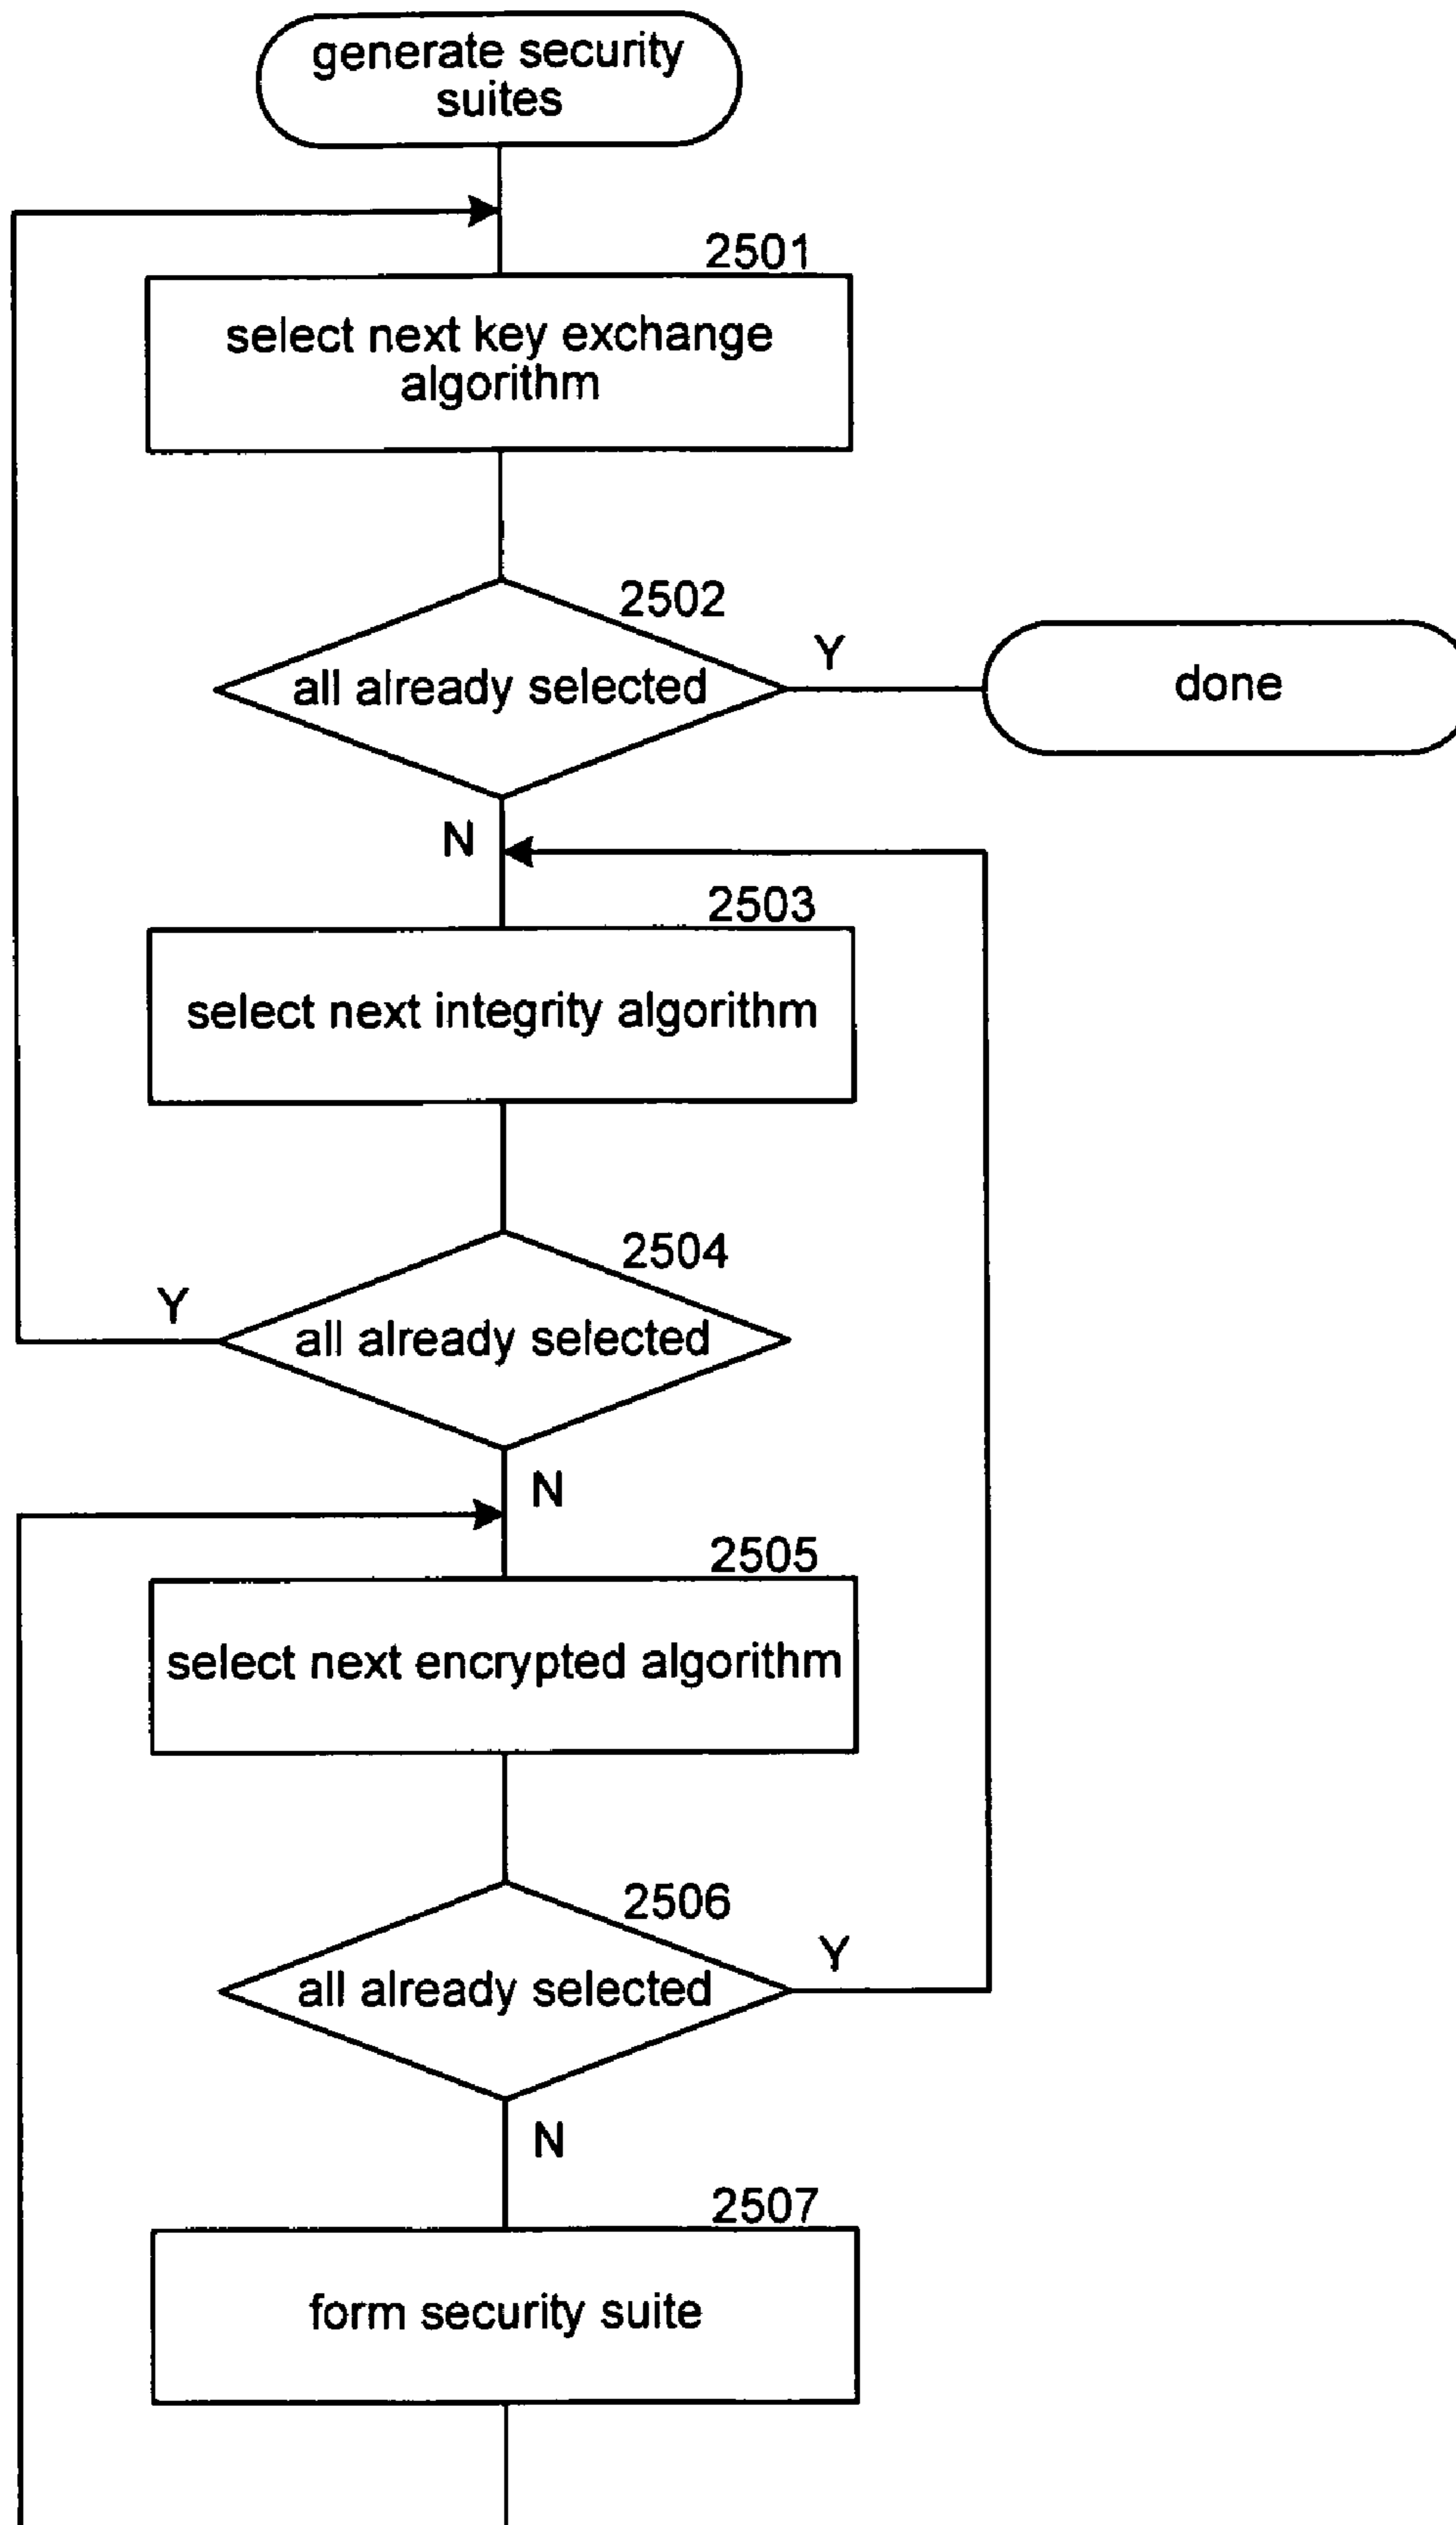 generate security
suites
2501
select next key exchange
algorithm
2502
all already selected
Y
done
N
2503
select next integrity algorithm
2504
Y
all already selected
N
2505
select next encrypted algorithm
2506
all already selected
Y
N
2507
form security suite